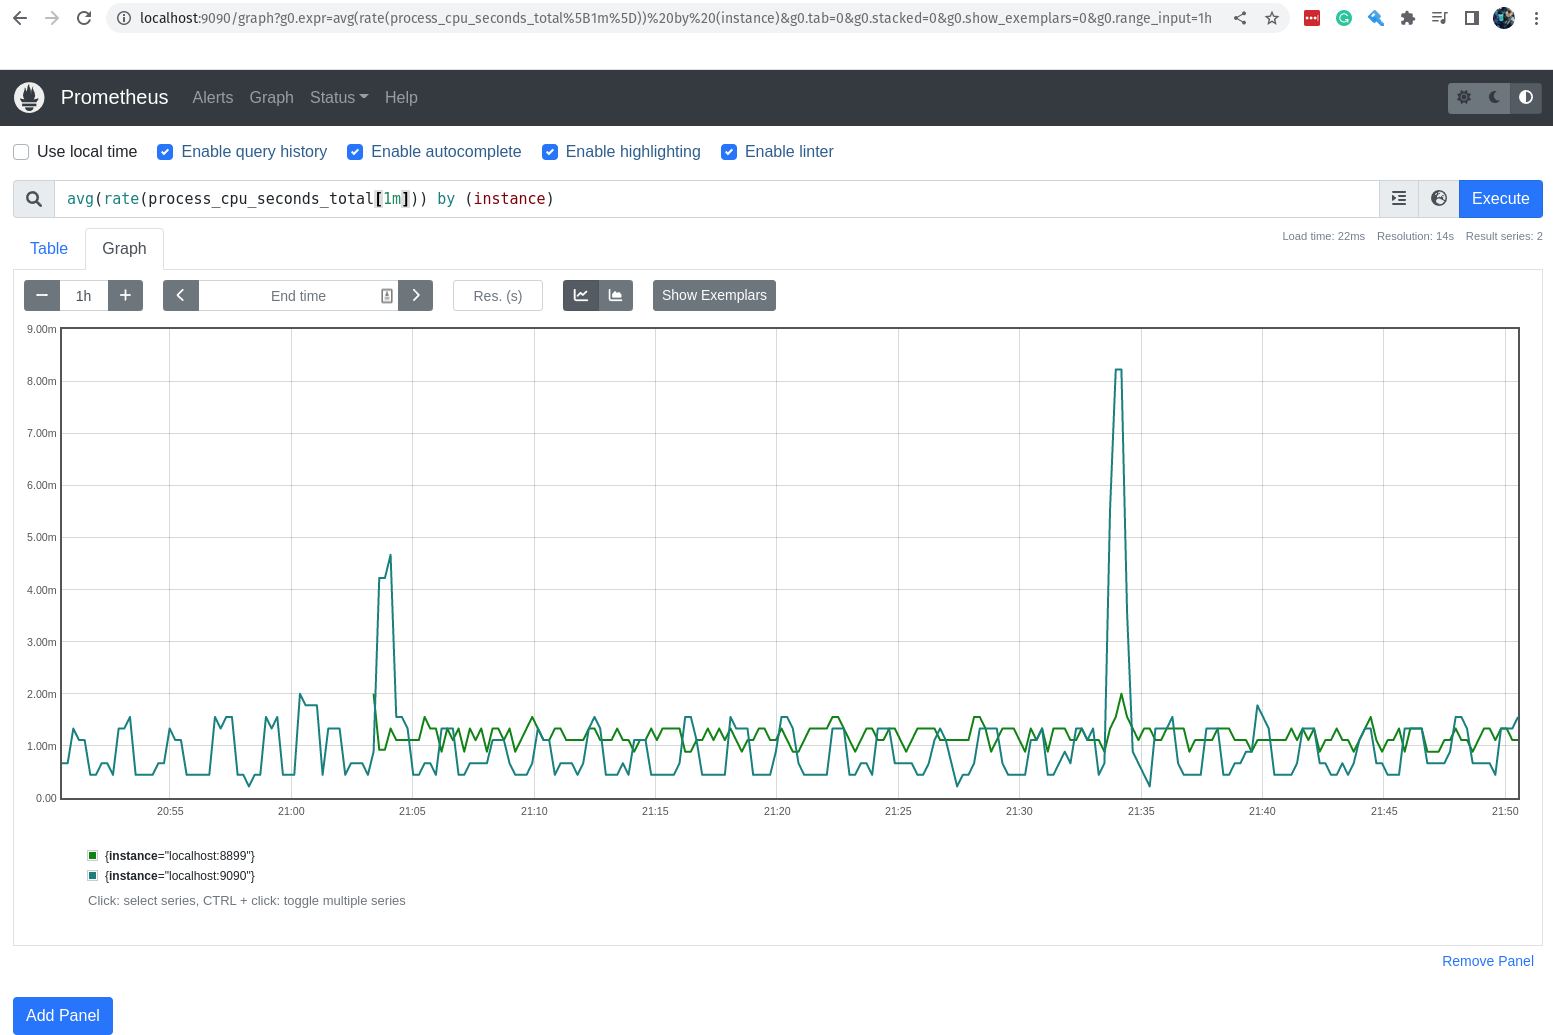 localhost:9090/graph?g0.expr=avg(rate(process_cpu_seconds_total%5B1m%5D))%20by%20(instance)&g0.tab=0&g0.stacked=0&g0.show_exemplars=0&g0.range_input=1h
Prometheus Alerts Graph Status Help
Use local time Enable query history Enable autocomplete Enable highlighting Enable linter
avg(rate(process_cpu_seconds_total[1m])) by (instance) Execute
Load time: 22ms Resolution: 14s Result series: 2
Table Graph
1h End time Res. (s) Show Exemplars
9.00m
8.00m
7.00m
6.00m
5.00m
4.00m
3.00m
2.00m
1.00m
0.00
20:55 21:00 21:05 21:10 21:15 21:20 21:25 21:30 21:35 21:40 21:45 21:50
{instance="localhost:8899"}
{instance="localhost:9090"}
Click: select series, CTRL + click: toggle multiple series
Remove Panel
Add Panel